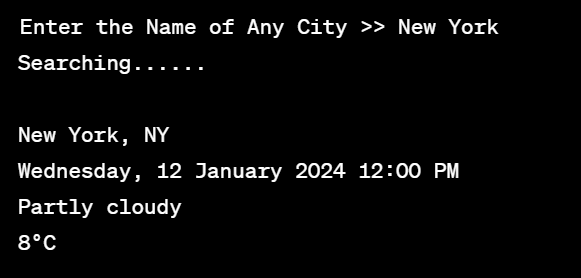 Enter the Name of Any City >> New York
Searching......
New York, NY
Wednesday, 12 January 2024 12:00 PM
Partly cloudy
8°C